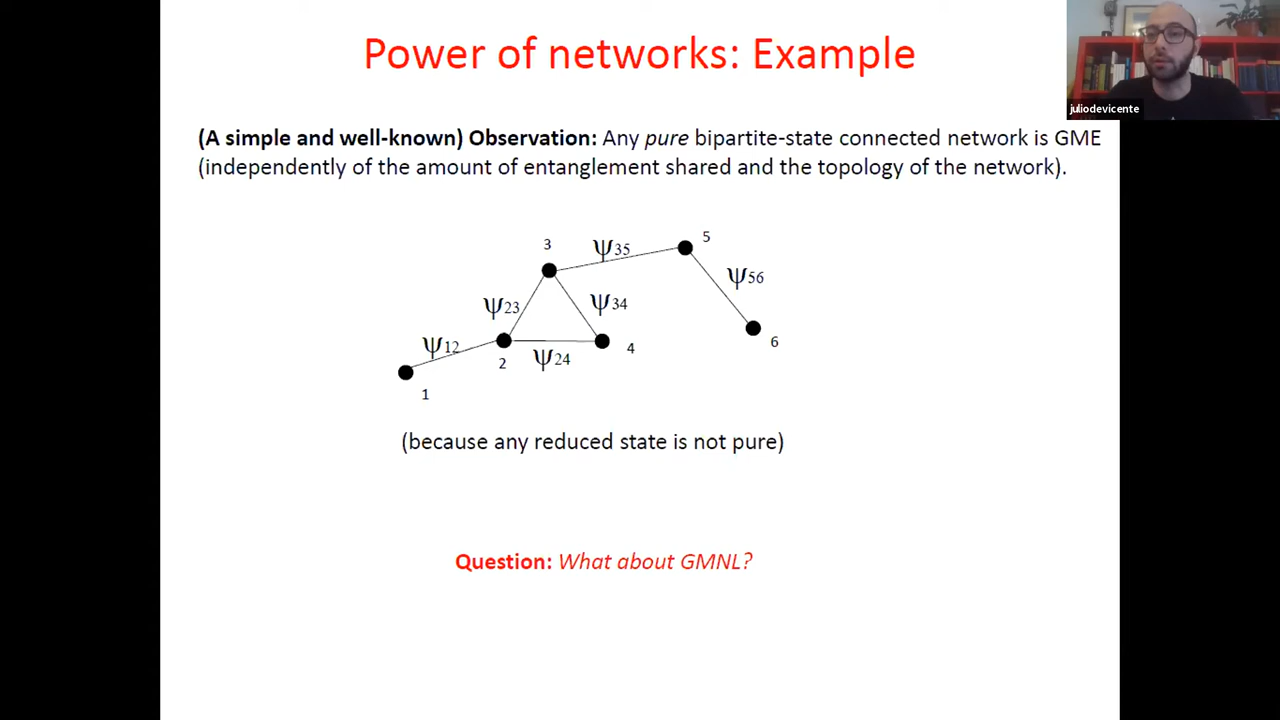 Power of networks: Example
juliodevicente
(A simple and well-known) Observation: Any pure bipartite-state connected network is GME
(independently of the amount of entanglement shared and the topology of the network).
3
ψ35
5
ψ56
ψ23
ψ34
ψ12
2
ψ24
4
6
1
(because any reduced state is not pure)
Question: What about GMNL?